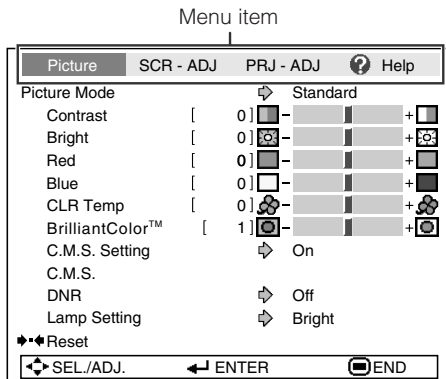 Menu item
Picture SCR - ADJ PRJ - ADJ ? Help
Picture Mode Standard
Contrast [ 0 ] - +
Bright [ 0 ] - +
Red [ 0 ] - +
Blue [ 0 ] - +
CLR Temp [ 0 ] - +
BrilliantColor™ [ 1 ] - +
C.M.S. Setting On
C.M.S.
DNR Off
Lamp Setting Bright
Reset
SEL./ADJ. ENTER END